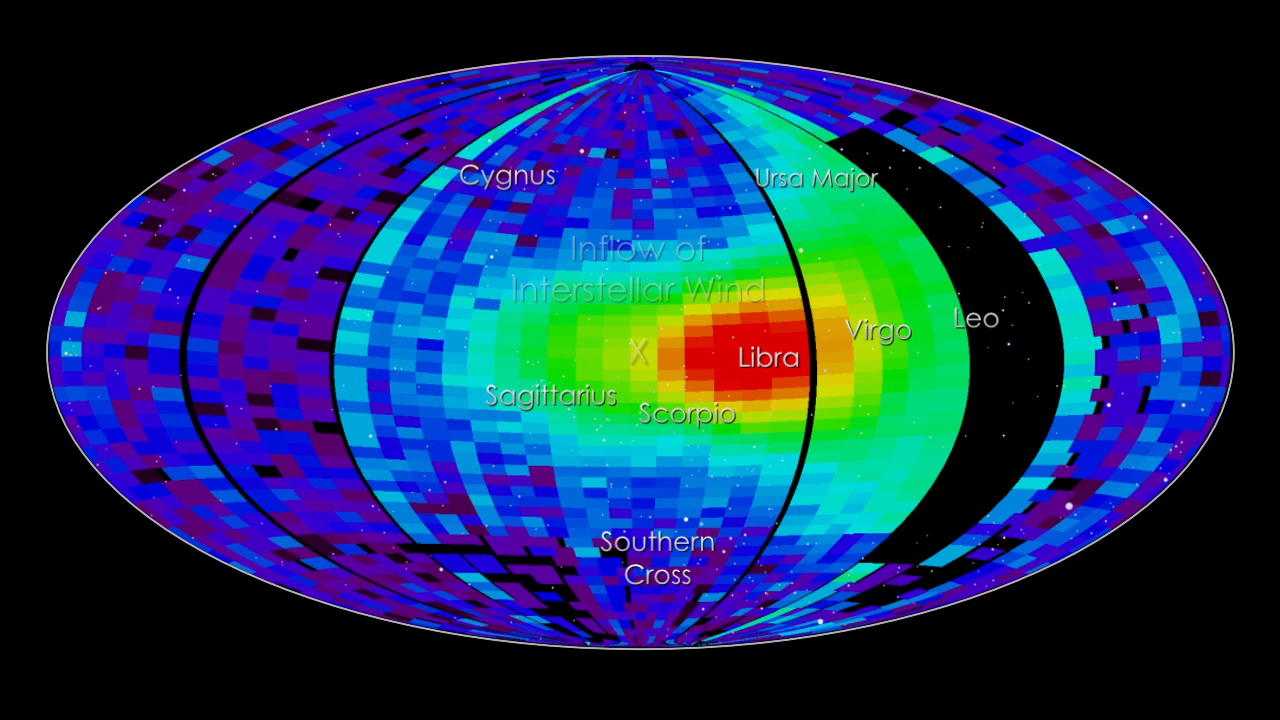 Cygnus
Ursa Major
Inflow of
Interstellar Wind
X
Leo
Virgo
Libra
Sagittarius
Scorpio
Southern
Cross